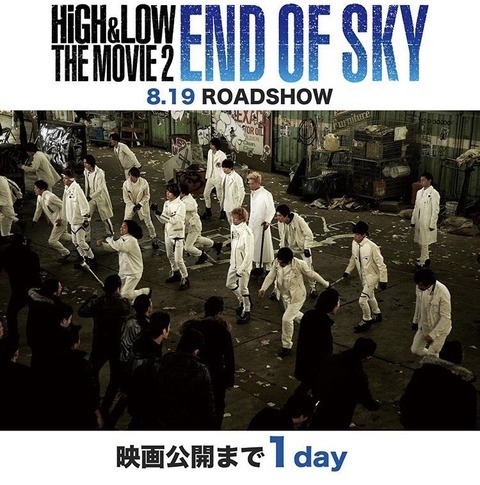 HiGH&LOW
THE MOVIE 2
END OF SKY
8.19 ROADSHOW
Furniture
映画公開まで1day